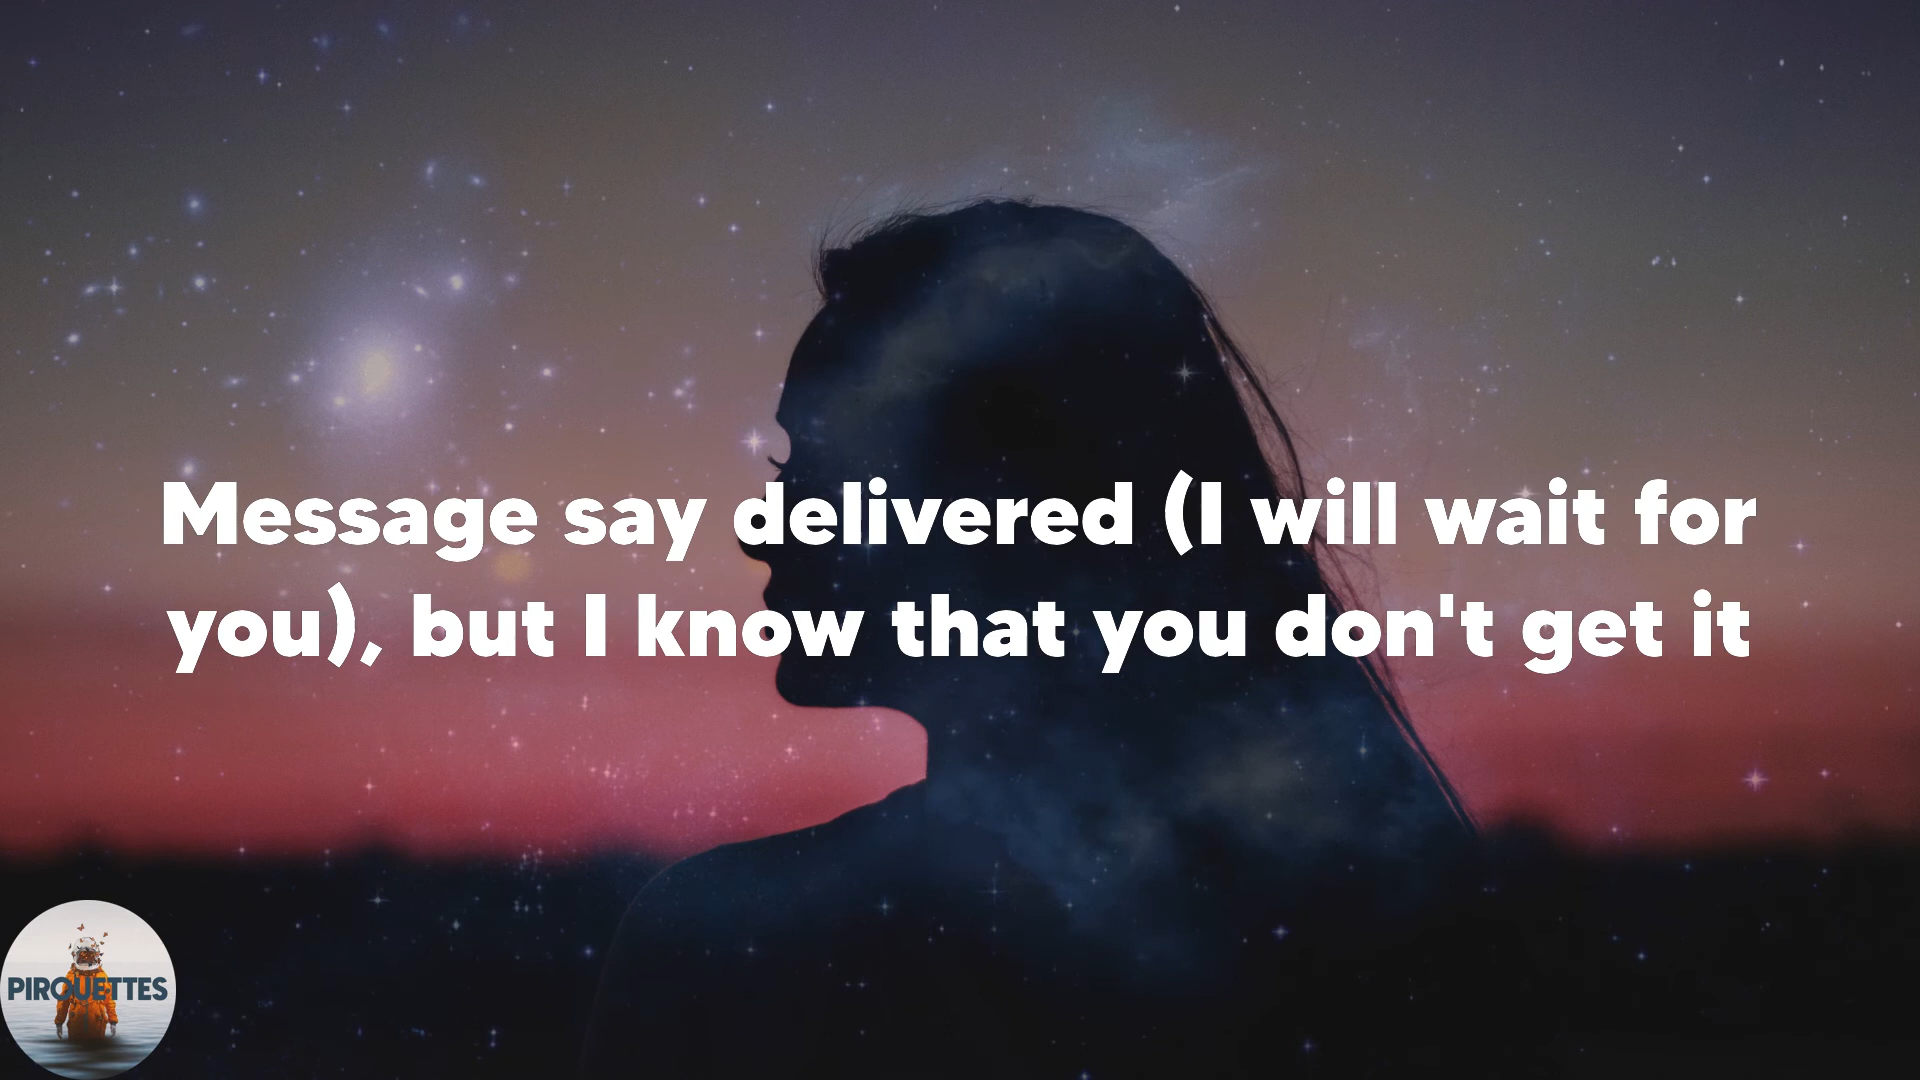 Message say delivered (I will wait for
you), but I know that you don't get it
PIROUETTES